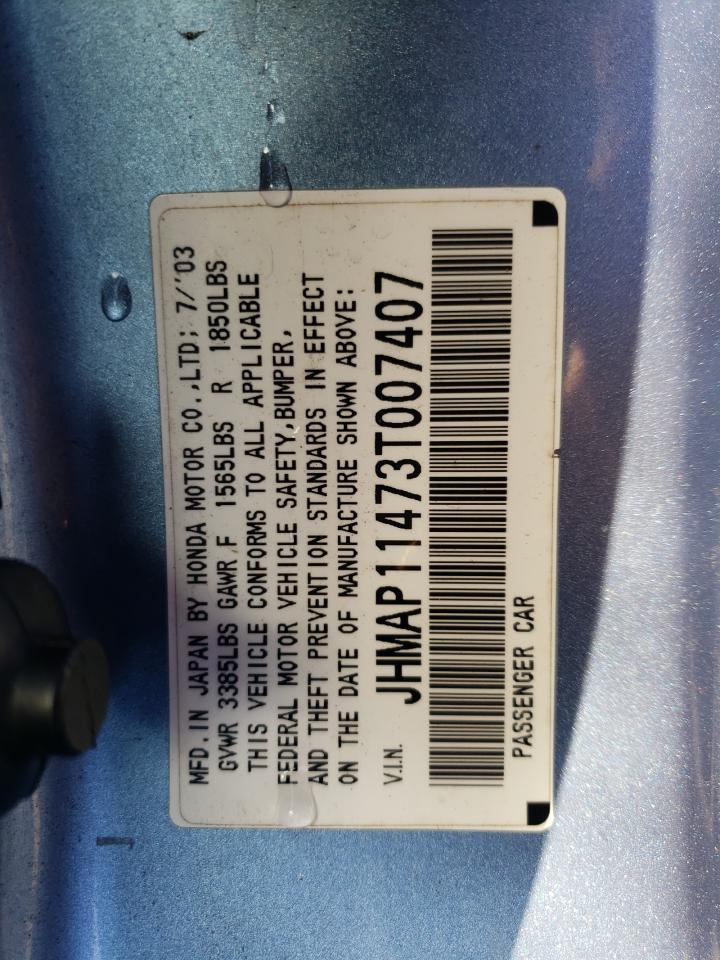 MFD. IN JAPAN BY HONDA MOTOR CO.,LTD; 7/'03
GVWR 3385LBS GAWR F 1565LBS R 1850LBS
THIS VEHICLE CONFORMS TO ALL APPLICABLE
FEDERAL MOTOR VEHICLE SAFETY,BUMPER,
AND THEFT PREVENTION STANDARDS IN EFFECT
ON THE DATE OF MANUFACTURE SHOWN ABOVE:
V.I.N. JHMAP11473T007407
PASSENGER CAR